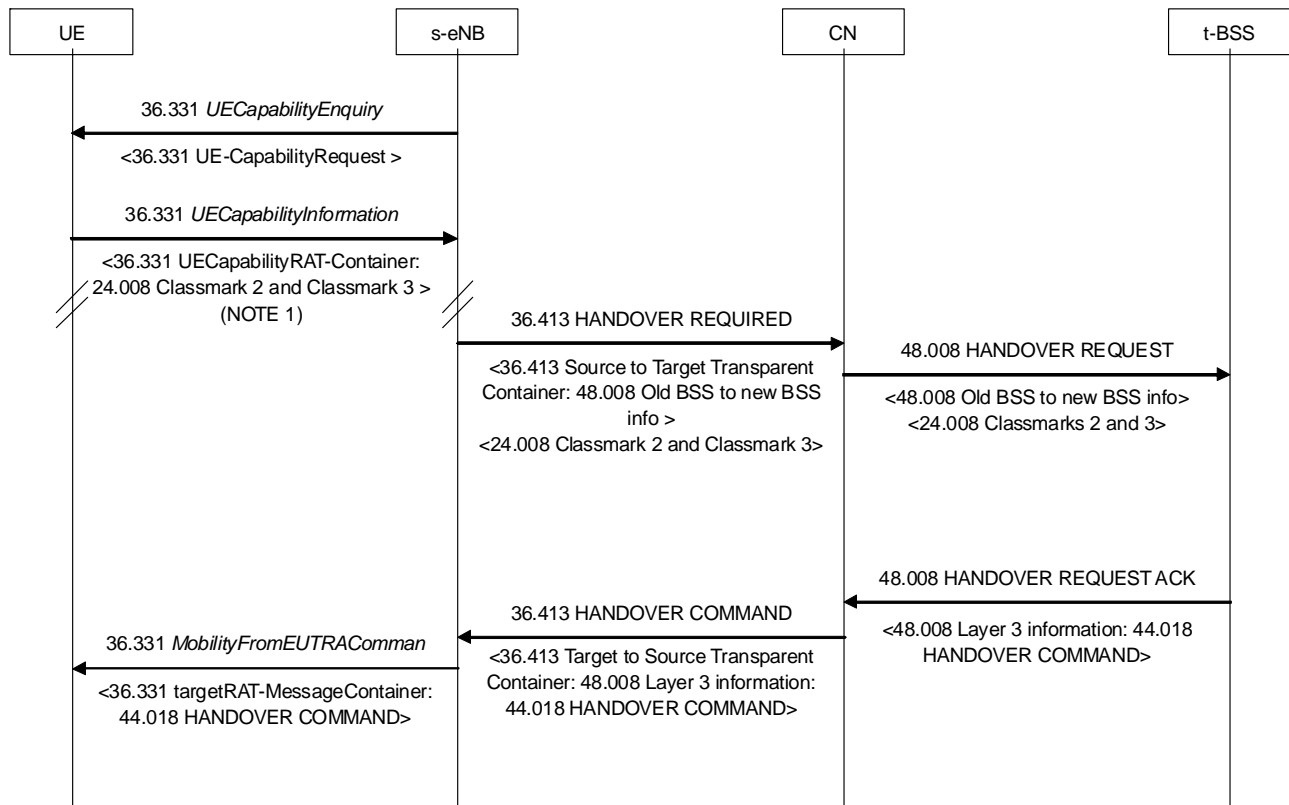 UE
s-eNB
CN
t-BSS
36.331 UECapabilityEnquiry
<36.331 UE-CapabilityRequest >
36.331 UECapabilityInformation
<36.331 UECapabilityRAT-Container:
24.008 Classmark 2 and Classmark 3 >
(NOTE 1)
36.413 HANDOVER REQUIRED
<36.413 Source to Target Transparent
Container: 48.008 Old BSS to new BSS
info >
<24.008 Classmark 2 and Classmark 3>
48.008 HANDOVER REQUEST
<48.008 Old BSS to new BSS info>
<24.008 Classmarks 2 and 3>
48.008 HANDOVER REQUEST ACK
<48.008 Layer 3 information: 44.018
HANDOVER COMMAND>
36.413 HANDOVER COMMAND
<36.413 Target to Source Transparent
Container: 48.008 Layer 3 information:
44.018 HANDOVER COMMAND>
36.331 MobilityFromEUTRAComman
<36.331 targetRAT-MessageContainer:
44.018 HANDOVER COMMAND>